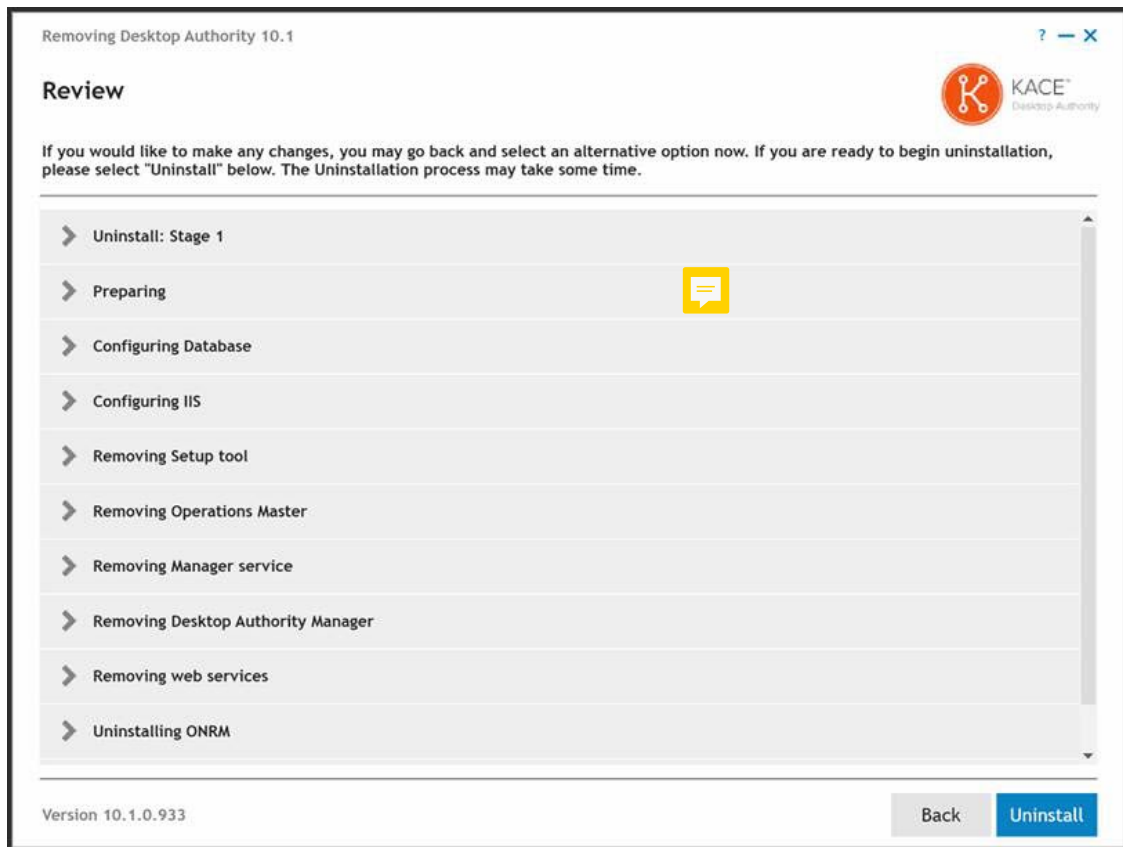 Removing Desktop Authority 10.1
?
Review
KACE™
Desktop Authority
If you would like to make any changes, you may go back and select an alternative option now. If you are ready to begin uninstallation,
please select "Uninstall" below. The Uninstallation process may take some time.
Uninstall: Stage 1
Preparing
Configuring Database
Configuring IIS
Removing Setup tool
Removing Operations Master
Removing Manager service
Removing Desktop Authority Manager
Removing web services
Uninstalling ONRM
Version 10.1.0.933
Back
Uninstall